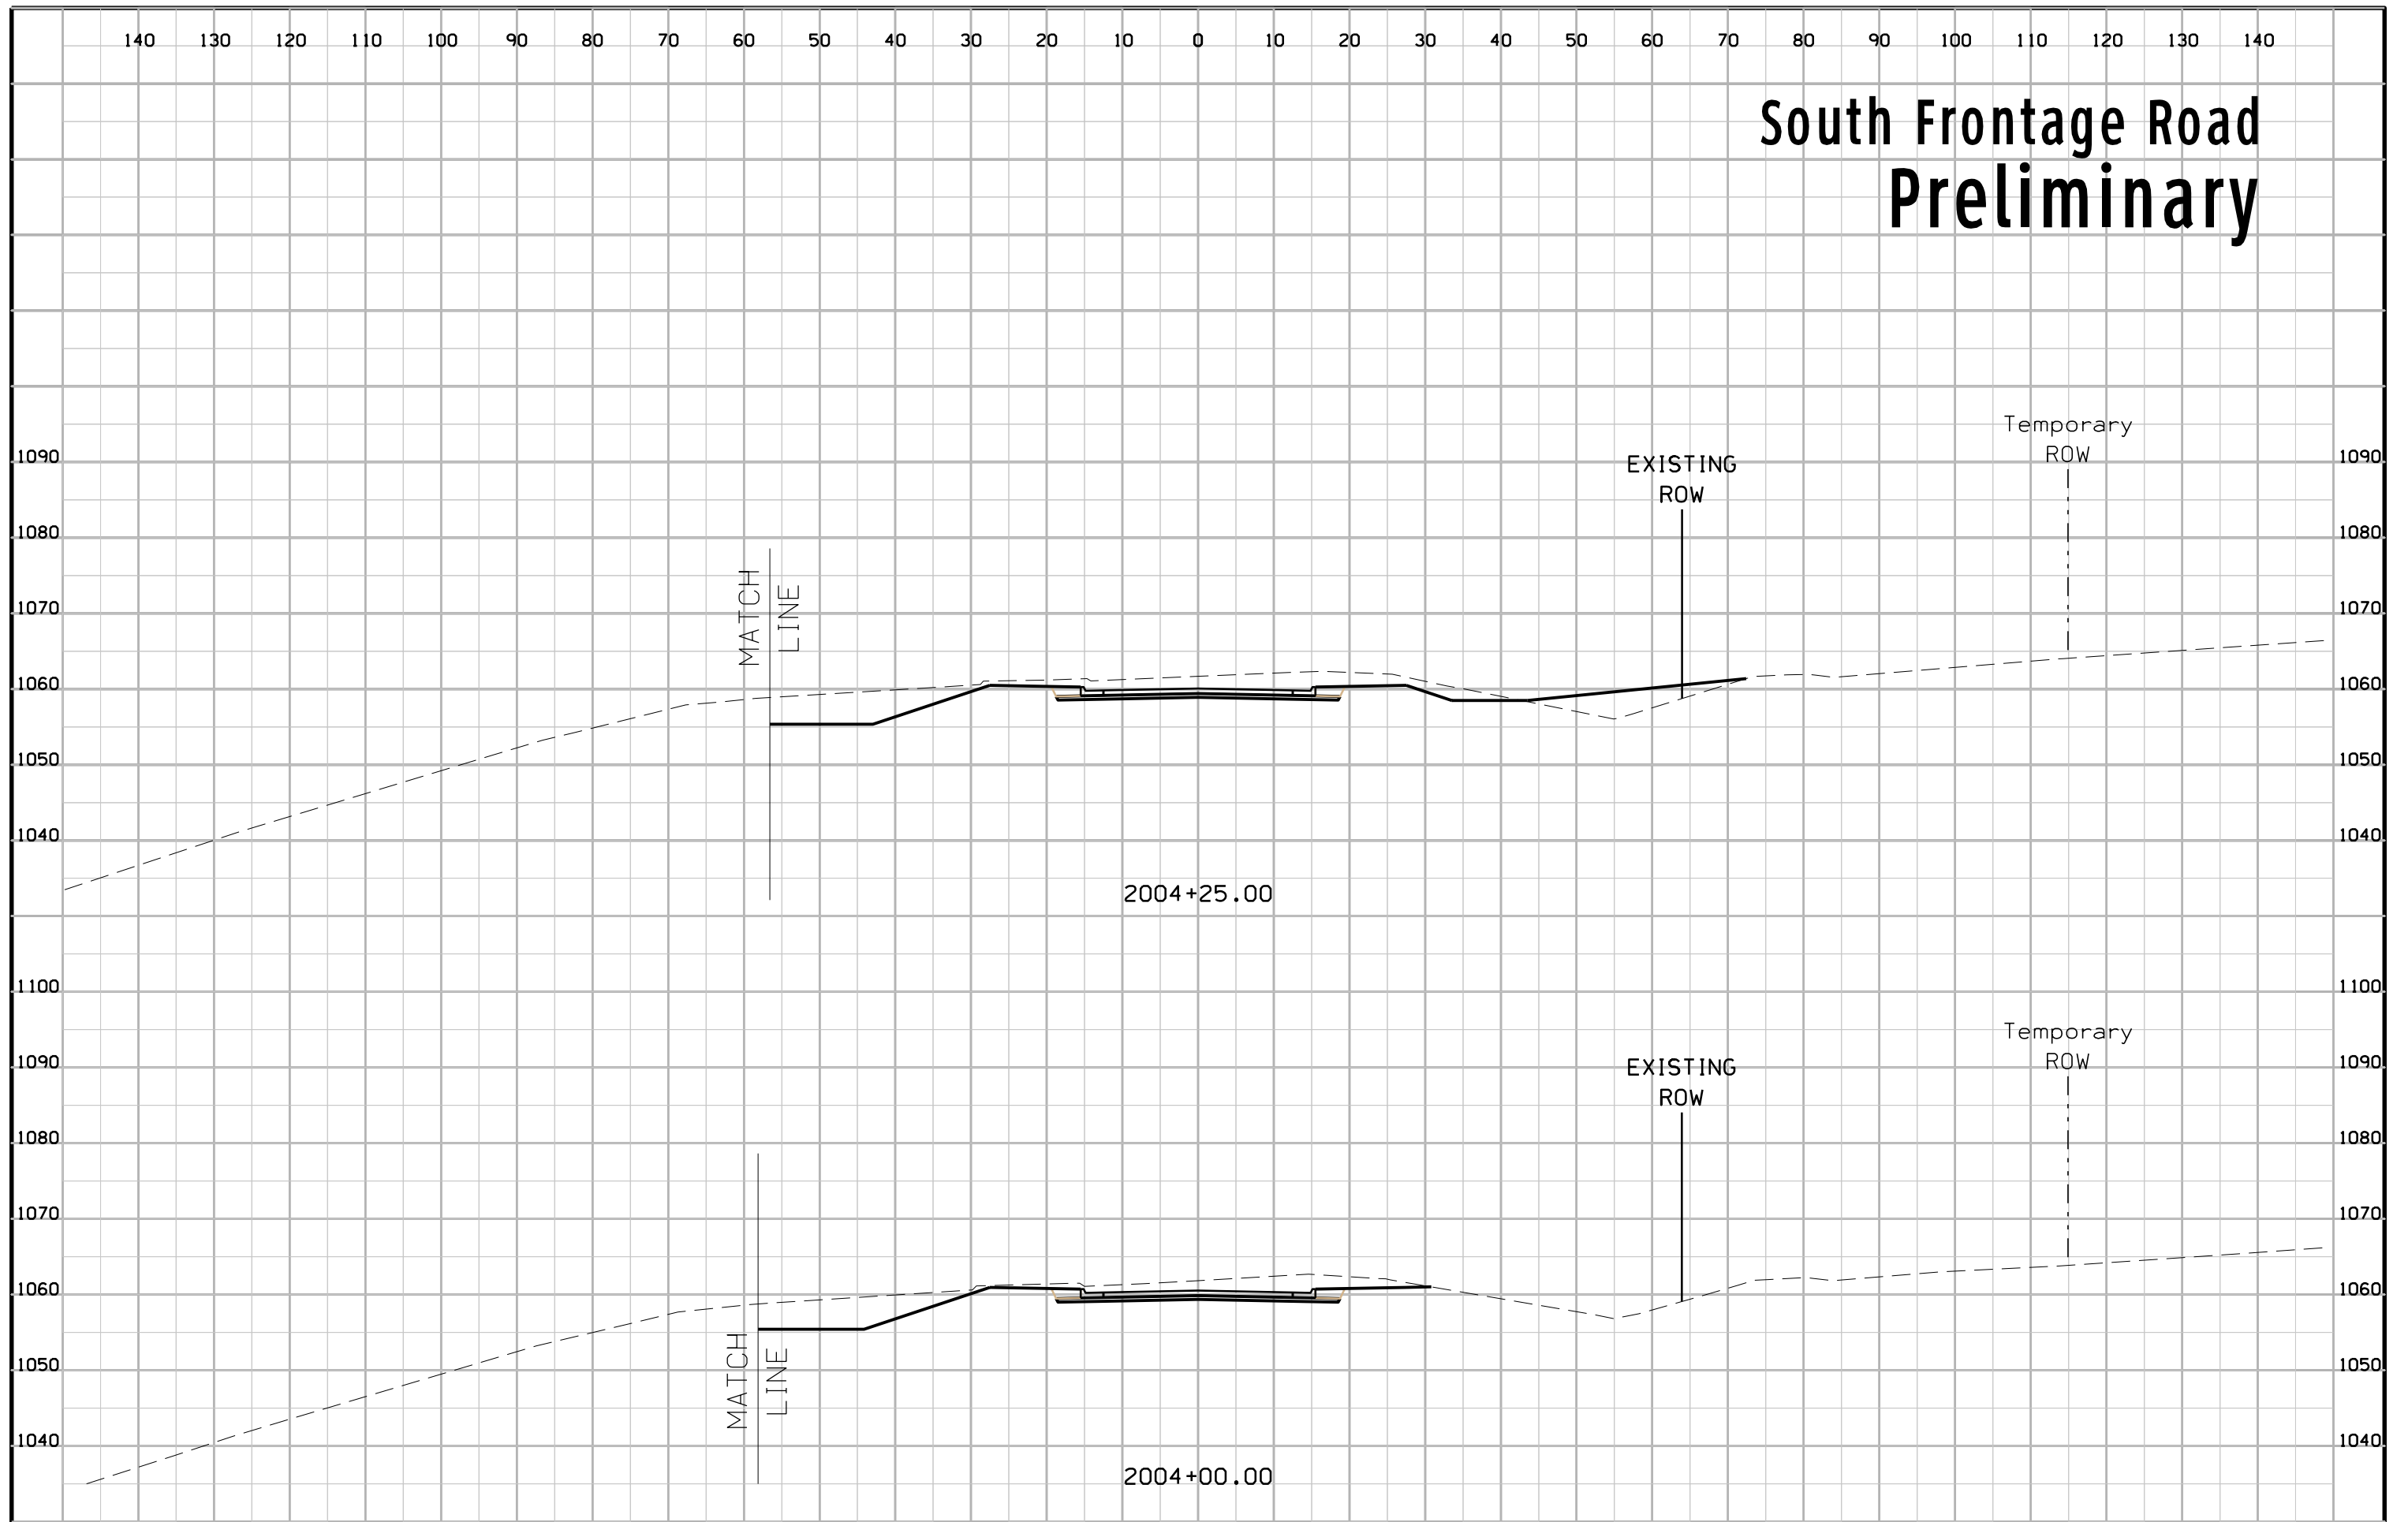 140 130 120 110 100 90 80 70 60 50 40 30 20 10 0 10 20 30 40 50 60 70 80 90 100 110 120 130 140
South Frontage Road
Preliminary
Temporary
ROW
1090 1090
EXISTING
ROW
1080 1080
MATCH
LINE
1070 1070
1060 1060
1050 1050
1040 1040
2004+25.00
1100 1100
Temporary
ROW
1090 1090
EXISTING
ROW
1080 1080
1070 1070
1060 1060
MATCH
LINE
1050 1050
1040 1040
2004+00.00